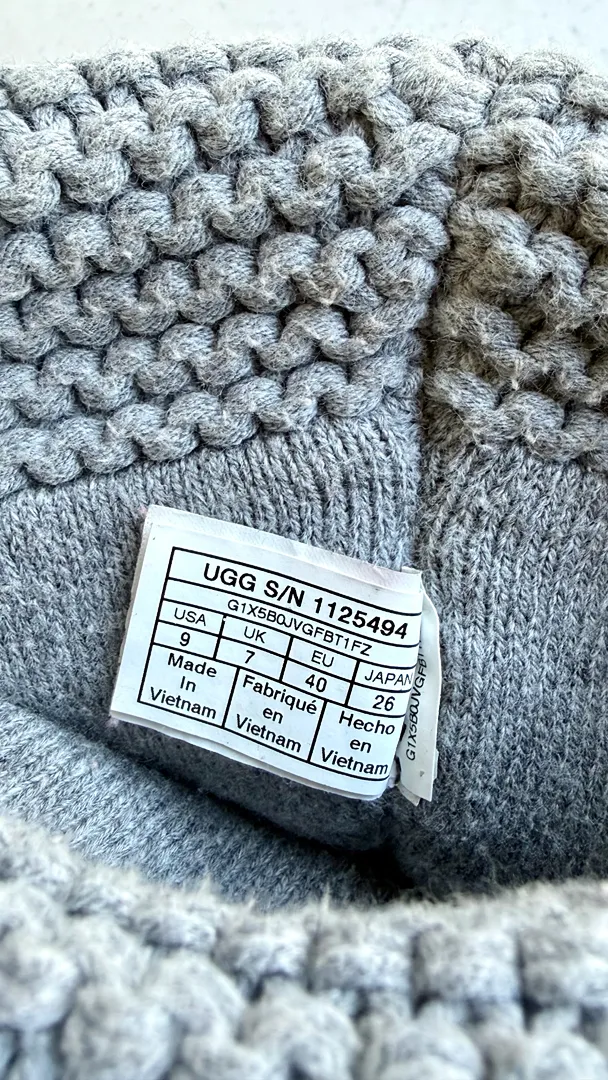 UGG S/N 1125494
G1X5B0JVGFBT1FZ
USA UK EU JAPAN
9 7 40 26
Made In Vietnam
Fabriqué en Vietnam
Hecho en Vietnam
G1X5B0JVGFBT